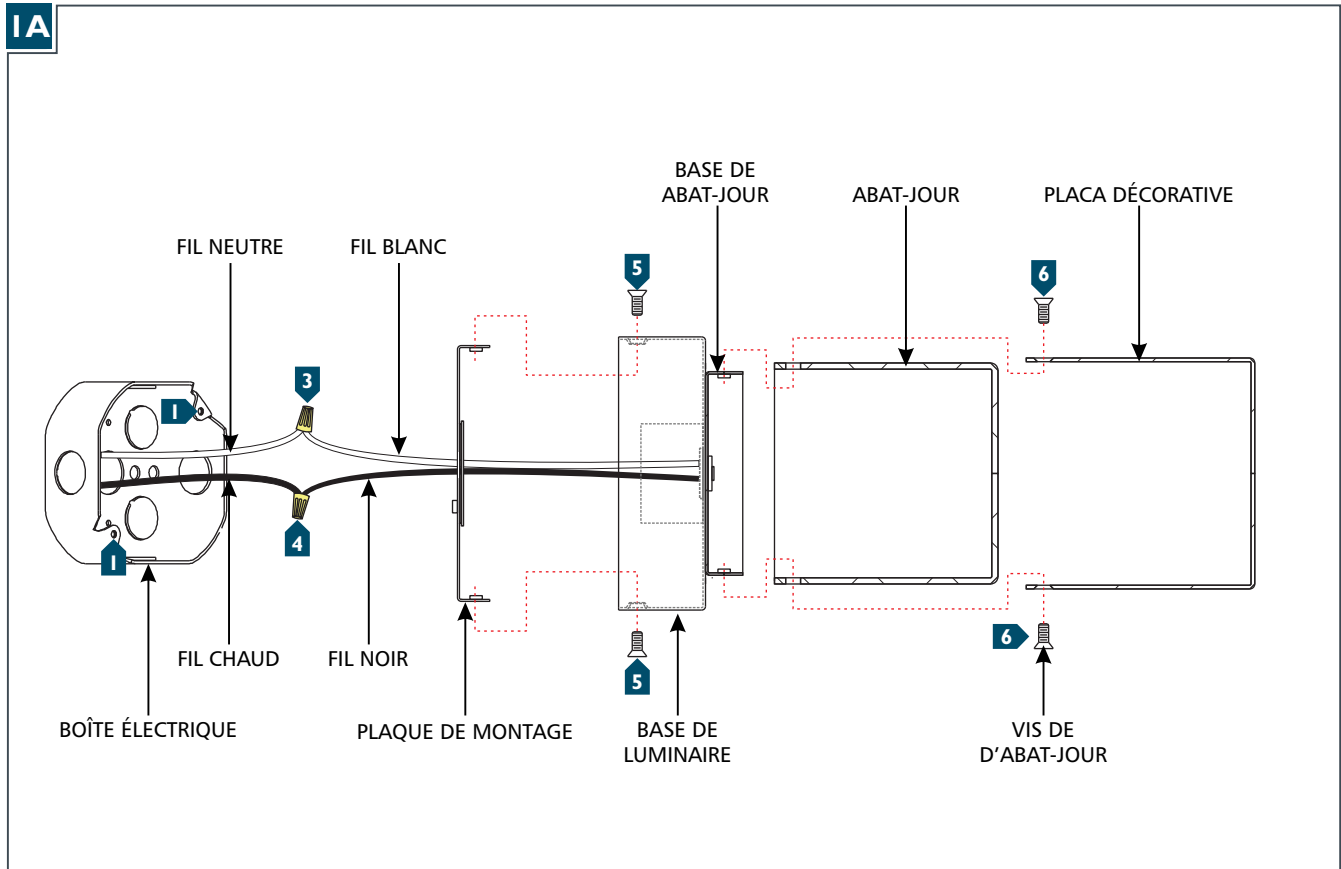 1A
BASE DE
ABAT-JOUR
ABAT-JOUR
PLACA DÉCORATIVE
FIL NEUTRE
FIL BLANC
5
6
3
1
4
1
6
5
FIL CHAUD
FIL NOIR
BOÎTE ÉLECTRIQUE
PLAQUE DE MONTAGE
BASE DE
LUMINAIRE
VIS DE
D'ABAT-JOUR